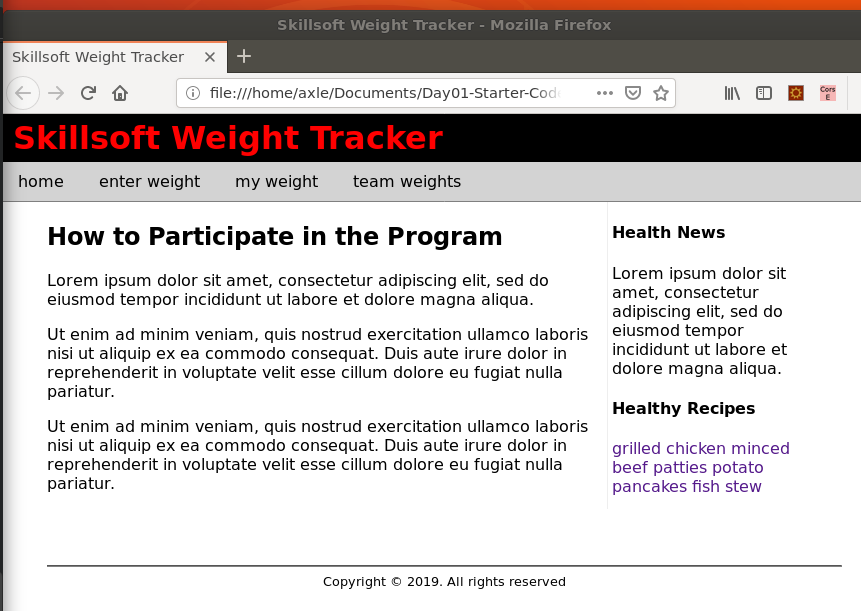 Skillsoft Weight Tracker - Mozilla Firefox
Skillsoft Weight Tracker
file:///home/axle/Documents/Day01-Starter-Code
Cors
E
Skillsoft Weight Tracker
home enter weight my weight team weights
How to Participate in the Program
Lorem ipsum dolor sit amet, consectetur adipiscing elit, sed do
eiusmod tempor incididunt ut labore et dolore magna aliqua.
Ut enim ad minim veniam, quis nostrud exercitation ullamco laboris
nisi ut aliquip ex ea commodo consequat. Duis aute irure dolor in
reprehenderit in voluptate velit esse cillum dolore eu fugiat nulla
pariatur.
Ut enim ad minim veniam, quis nostrud exercitation ullamco laboris
nisi ut aliquip ex ea commodo consequat. Duis aute irure dolor in
reprehenderit in voluptate velit esse cillum dolore eu fugiat nulla
pariatur.
Health News
Lorem ipsum dolor sit
amet, consectetur
adipiscing elit, sed do
eiusmod tempor
incididunt ut labore et
dolore magna aliqua.
Healthy Recipes
grilled chicken minced
beef patties potato
pancakes fish stew
Copyright © 2019. All rights reserved